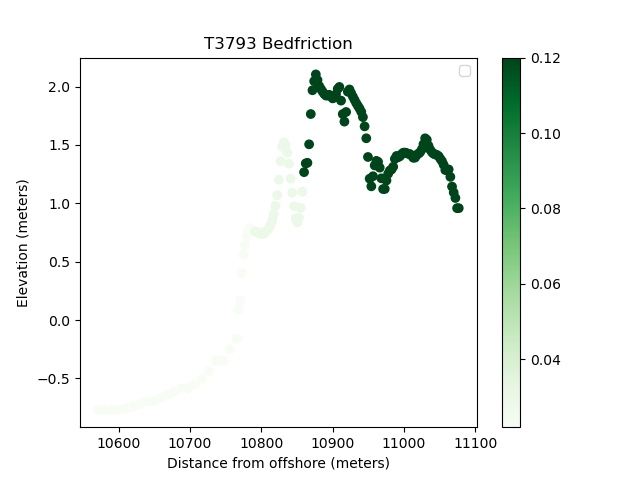 T3793 Bedfriction
2.0
1.5
1.0
0.5
0.0
−0.5
Elevation (meters)
10600 10700 10800 10900 11000 11100
Distance from offshore (meters)
0.12
0.10
0.08
0.06
0.04